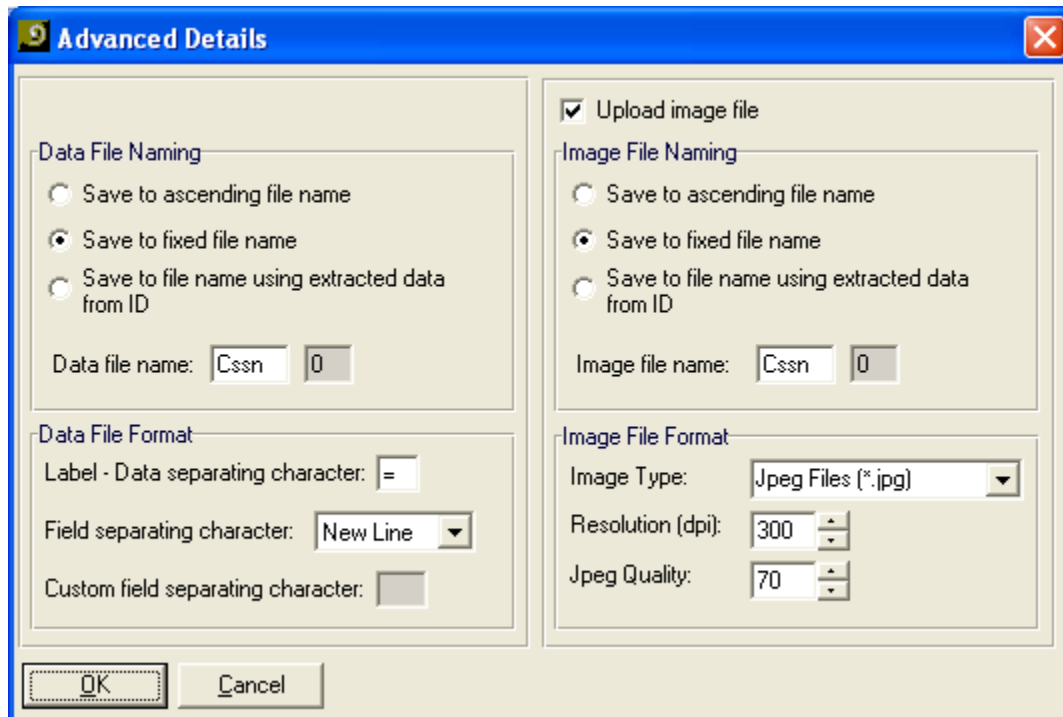 Advanced Details
Data File Naming
Save to ascending file name
Save to fixed file name
Save to file name using extracted data
from ID
Data file name: Cssn 0
Data File Format
Label - Data separating character: =
Field separating character: New Line
Custom field separating character:
Upload image file
Image File Naming
Save to ascending file name
Save to fixed file name
Save to file name using extracted data
from ID
Image file name: Cssn 0
Image File Format
Image Type: Jpeg Files (*.jpg)
Resolution (dpi): 300
Jpeg Quality: 70
OK Cancel